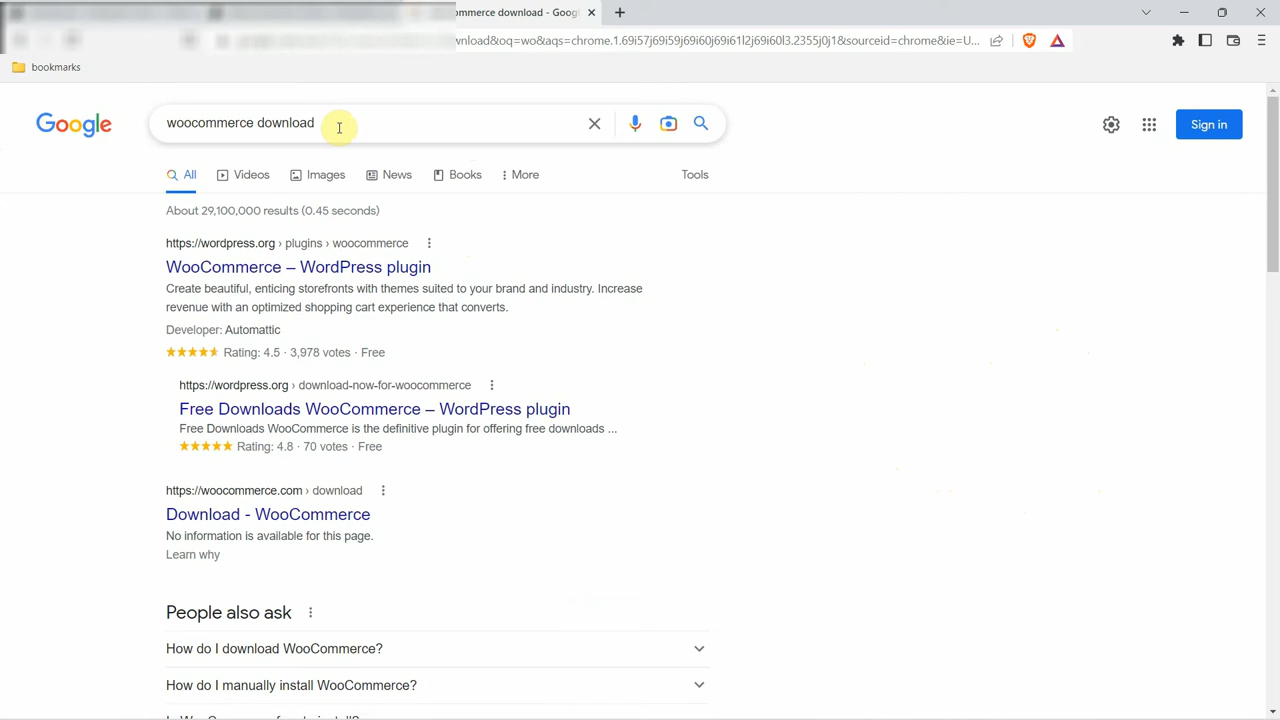 ommerce download - Goog
wnload&oq=wo&aqs=chrome.1.69i57j69i59j69i60j69i61l2j69i60l3.2355j0j1&sourceid=chrome&ie=U...
bookmarks
Google
woocommerce download
Sign in
All
Videos
Images
News
Books
More
Tools
About 29,100,000 results (0.45 seconds)
https://wordpress.org › plugins › woocommerce
WooCommerce – WordPress plugin
Create beautiful, enticing storefronts with themes suited to your brand and industry. Increase
revenue with an optimized shopping cart experience that converts.
Developer: Automattic
Rating: 4.5 · 3,978 votes · Free
https://wordpress.org › download-now-for-woocommerce
Free Downloads WooCommerce – WordPress plugin
Free Downloads WooCommerce is the definitive plugin for offering free downloads ...
Rating: 4.8 · 70 votes · Free
https://woocommerce.com › download
Download - WooCommerce
No information is available for this page.
Learn why
People also ask
How do I download WooCommerce?
How do I manually install WooCommerce?